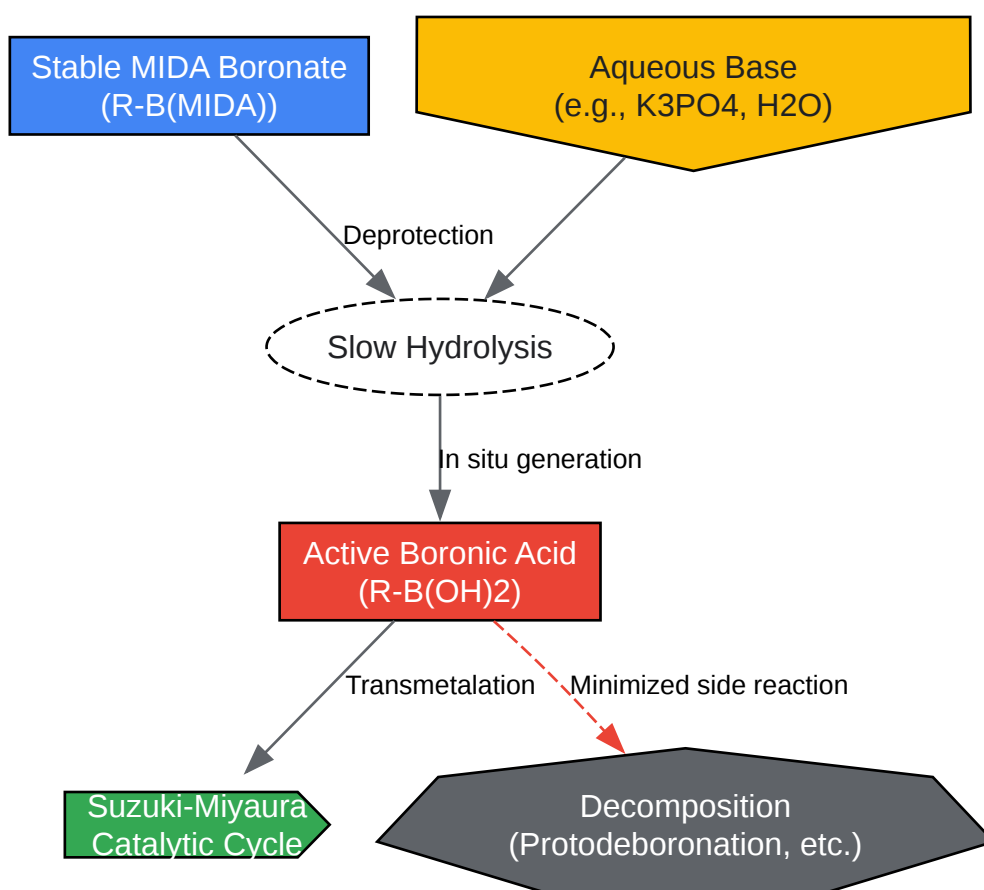 Stable MIDA Boronate
(R-B(MIDA))
Aqueous Base
(e.g., K3PO4, H2O)
Deprotection
Slow Hydrolysis
In situ generation
Active Boronic Acid
(R-B(OH)2)
Transmetalation
Minimized side reaction
Suzuki-Miyaura
Catalytic Cycle
Decomposition
(Protodeboronation, etc.)